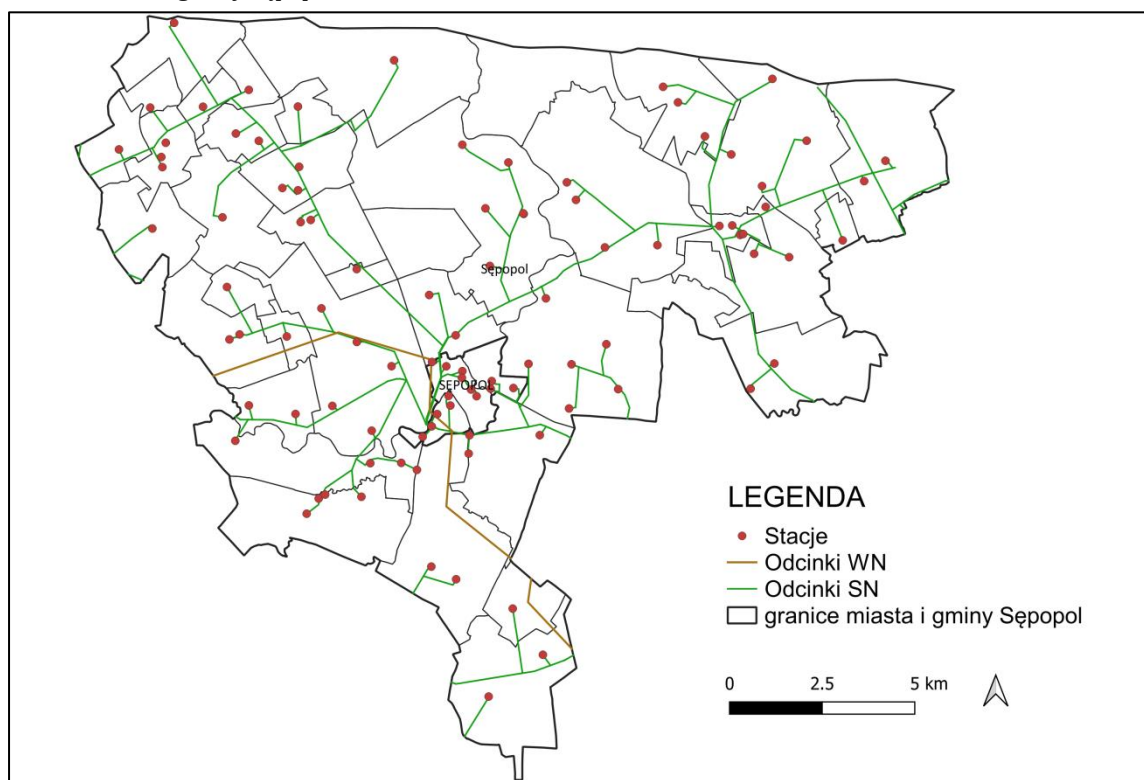 Sępopol
SĘPOPOL
LEGENDA
Stacje
Odcinki WN
Odcinki SN
granice miasta i gminy Sępopol
0 2.5 5 km